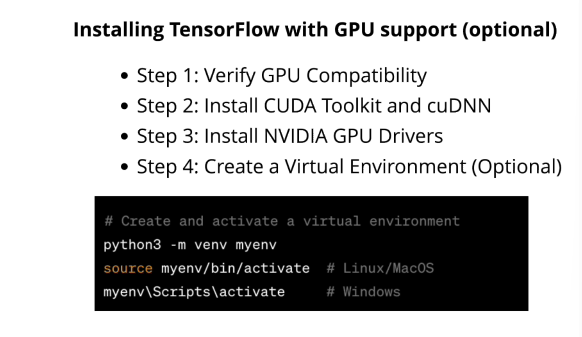 Installing TensorFlow with GPU support (optional)
• Step 1: Verify GPU Compatibility
• Step 2: Install CUDA Toolkit and cuDNN
• Step 3: Install NVIDIA GPU Drivers
• Step 4: Create a Virtual Environment (Optional)
# Create and activate a virtual environment
python3 -m venv myenv
source myenv/bin/activate  # Linux/MacOS
myenv\Scripts\activate     # Windows